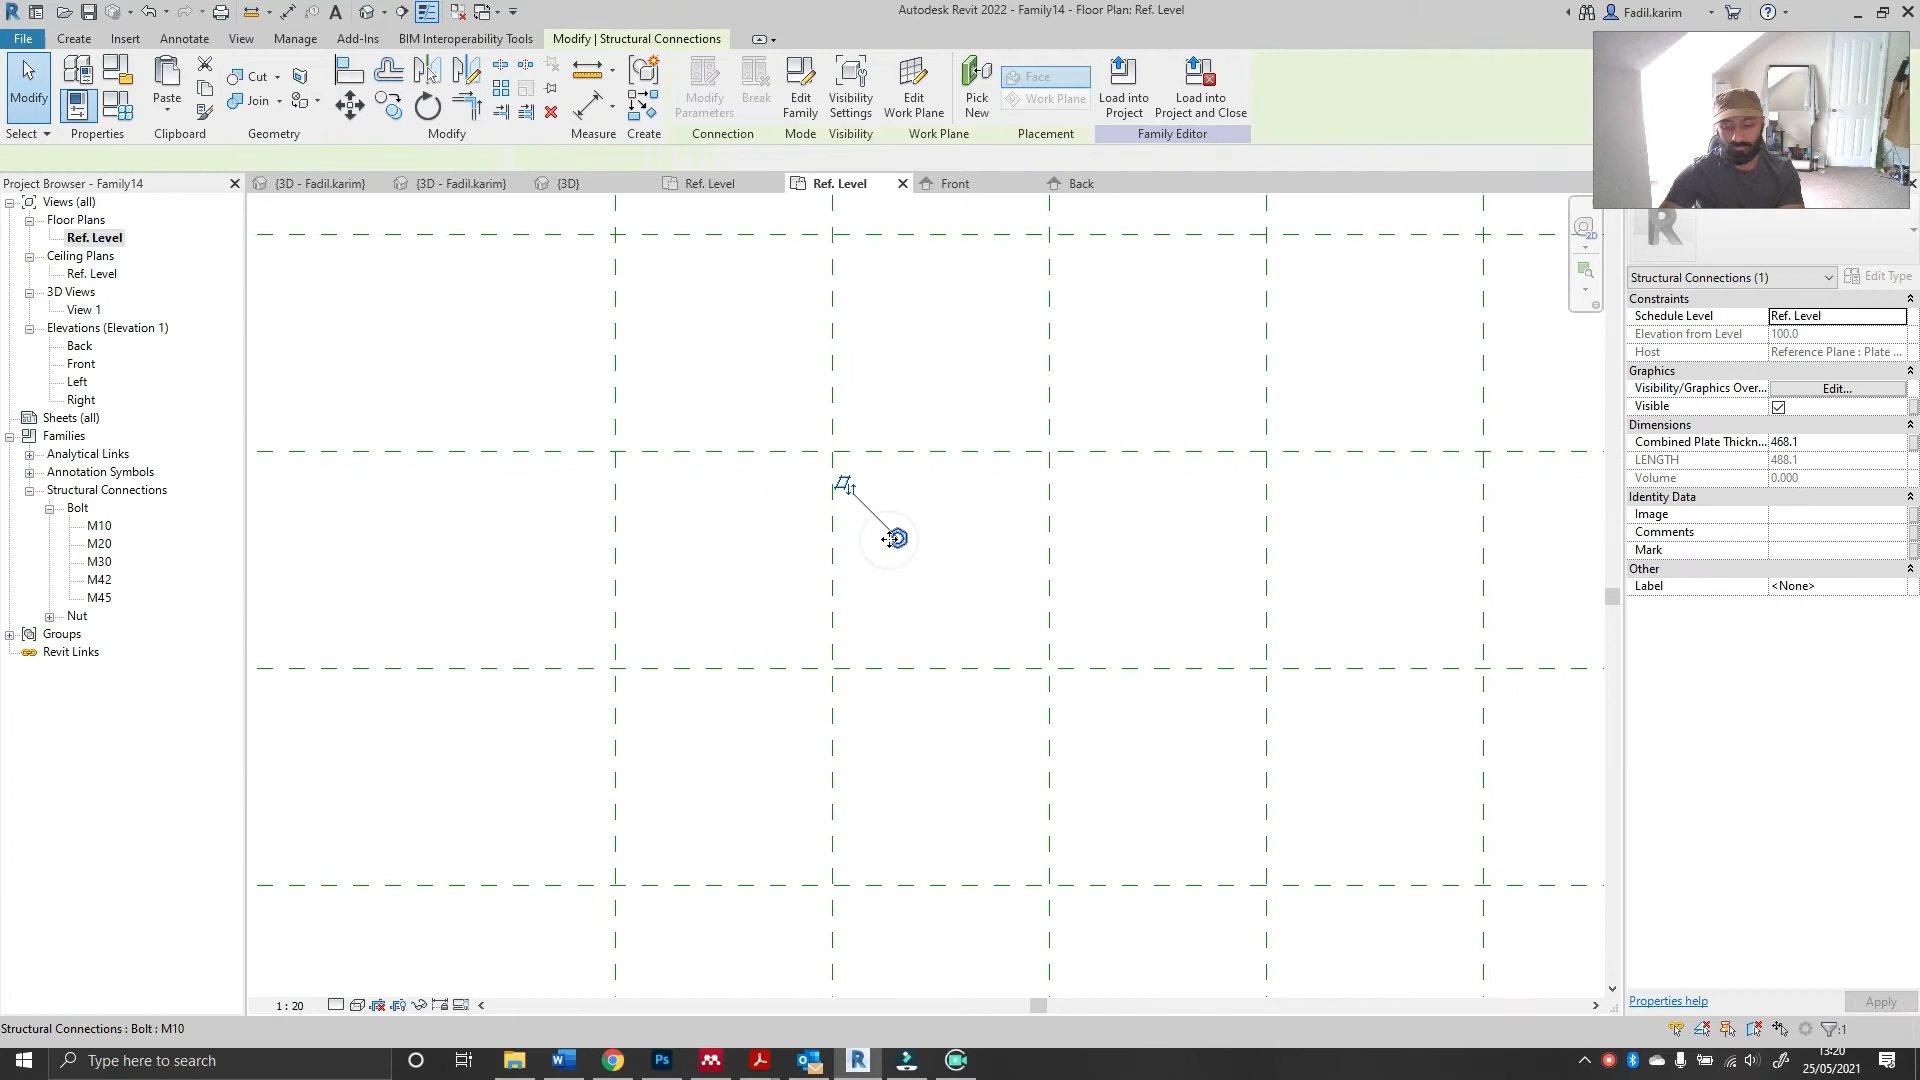 Autodesk Revit 2022 - Family14 - Floor Plan: Ref. Level
Fadil.karim
File Create Insert Annotate View Manage Add-Ins BIM Interoperability Tools Modify | Structural Connections
Modify
Select
Properties
Paste
Clipboard
Cut
Join
Geometry
Modify
Measure
Create
Modify Parameters
Break
Connection
Edit Family
Mode
Visibility Settings
Visibility
Edit Work Plane
Work Plane
Pick New
Face
Work Plane
Placement
Load into Project
Load into Project and Close
Family Editor
Project Browser - Family14
{3D - Fadil.karim}
{3D - Fadil.karim}
{3D}
Ref. Level
Ref. Level
Front
Back
Views (all)
Floor Plans
Ref. Level
Ceiling Plans
Ref. Level
3D Views
View 1
Elevations (Elevation 1)
Back
Front
Left
Right
Sheets (all)
Families
Analytical Links
Annotation Symbols
Structural Connections
Bolt
M10
M20
M30
M42
M45
Nut
Groups
Revit Links
2D
Structural Connections (1) Edit Type
Constraints
Schedule Level Ref. Level
Elevation from Level 100.0
Host Reference Plane : Plate ...
Graphics
Visibility/Graphics Over... Edit...
Visible
Dimensions
Combined Plate Thickn... 468.1
LENGTH 488.1
Volume 0.000
Identity Data
Image
Comments
Mark
Other
Label <None>
Properties help Apply
1 : 20
Structural Connections : Bolt : M10
:1
Type here to search
13:20
25/05/2021